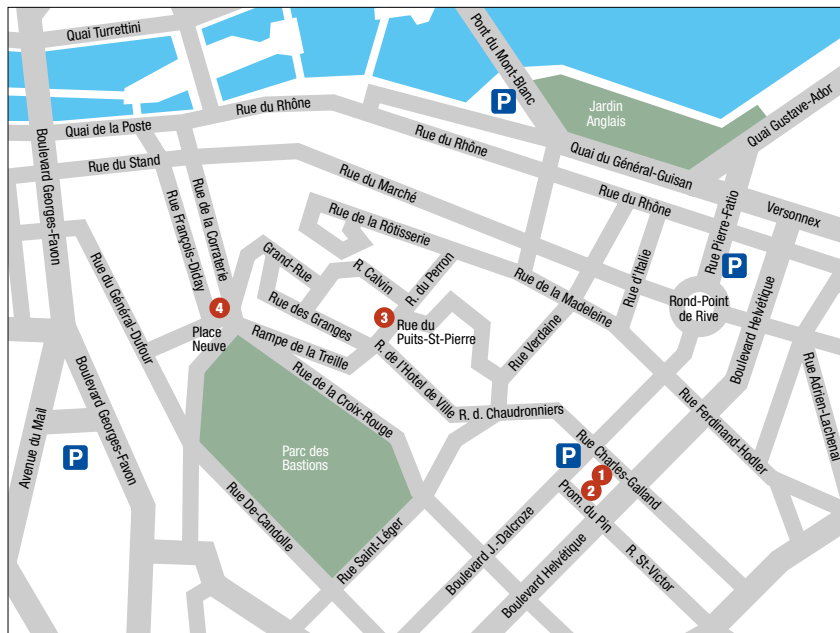 Quai Turrettini
Pont du Mont-Blanc
P
Jardin
Anglais
Quai Gustave-Ador
Rue du Rhône
Quai de la Poste
Boulevard Georges-Favon
Rue du Stand
Rue du Rhône
Quai du Général-Guisan
Rue du Marché
Rue du Rhône
Versonnex
Rue François-Diday
Rue de la Corraterie
Rue de la Rôtisserie
Rue Pierre-Fatio
P
Grand-Rue
R. Calvin
R. du Perron
Rue de la Madeleine
Rue d'Italie
Rue du Général-Dufour
4
Place
Neuve
Rue des Granges
3
Rue du
Puits-St-Pierre
Rond-Point
de Rive
Rampe de la Treille
Rue Verdaine
Boulevard Helvétique
R. de l'Hotel de Ville
Rue de la Croix-Rouge
Rue Adrien-Lachenal
R. d. Chaudronniers
Rue Ferdinand-Hodler
Avenue du Mail
Boulevard Georges-Favon
P
Parc des
Bastions
P
Rue Charles-Galland
1
2
Prom. du Pin
Rue De-Candolle
Rue Saint-Léger
Boulevard J.-Dalcroze
Boulevard Helvétique
R. St-Victor